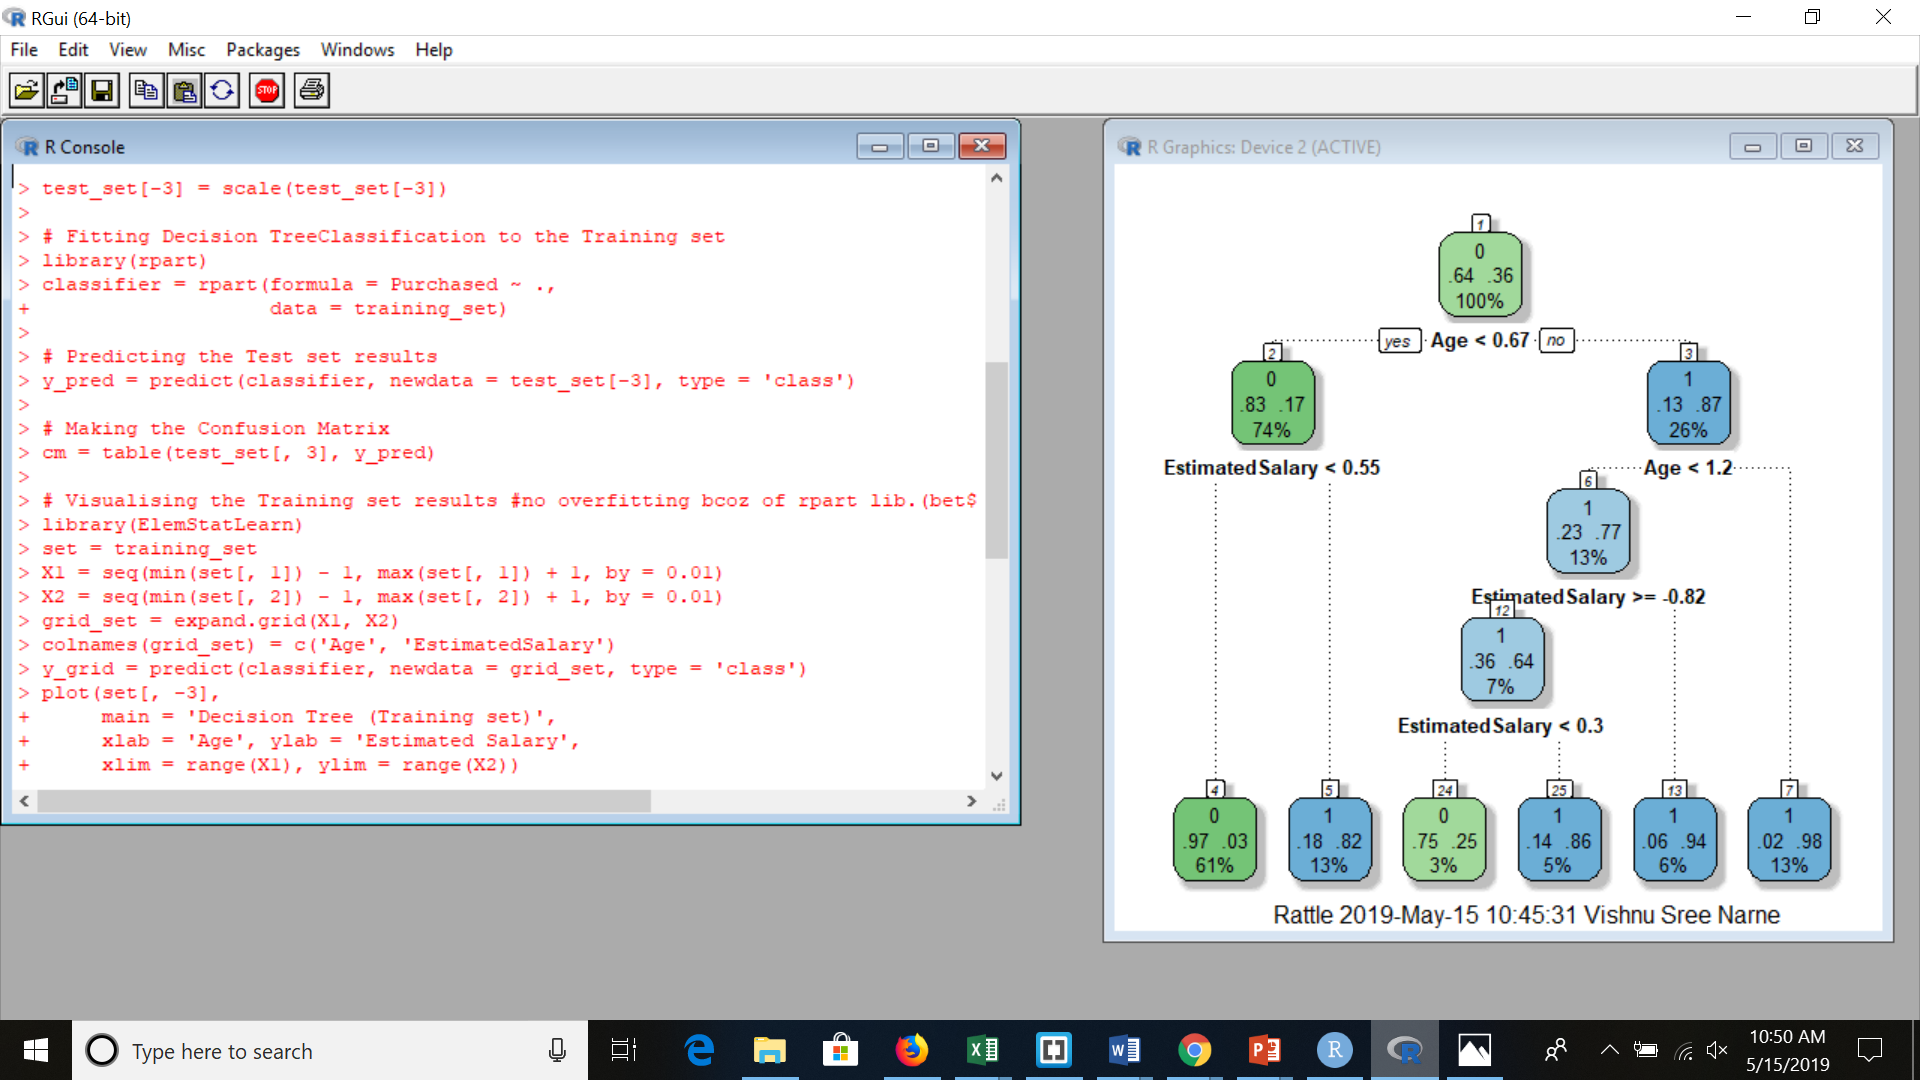 RGui (64-bit)
File Edit View Misc Packages Windows Help
STOP
R Console
> test_set[-3] = scale(test_set[-3])
>
> # Fitting Decision TreeClassification to the Training set
> library(rpart)
> classifier = rpart(formula = Purchased ~ .,
+                    data = training_set)
>
> # Predicting the Test set results
> y_pred = predict(classifier, newdata = test_set[-3], type = 'class')
>
> # Making the Confusion Matrix
> cm = table(test_set[, 3], y_pred)
>
> # Visualising the Training set results #no overfitting bcoz of rpart lib.(bet$
> library(ElemStatLearn)
> set = training_set
> X1 = seq(min(set[, 1]) - 1, max(set[, 1]) + 1, by = 0.01)
> X2 = seq(min(set[, 2]) - 1, max(set[, 2]) + 1, by = 0.01)
> grid_set = expand.grid(X1, X2)
> colnames(grid_set) = c('Age', 'EstimatedSalary')
> y_grid = predict(classifier, newdata = grid_set, type = 'class')
> plot(set[, -3],
+      main = 'Decision Tree (Training set)',
+      xlab = 'Age', ylab = 'Estimated Salary',
+      xlim = range(X1), ylim = range(X2))
R Graphics: Device 2 (ACTIVE)
1
0
.64 .36
100%
yes Age < 0.67 no
2
0
.83 .17
74%
EstimatedSalary < 0.55
3
1
.13 .87
26%
Age < 1.2
6
1
.23 .77
13%
EstimatedSalary >= -0.82
12
1
.36 .64
7%
EstimatedSalary < 0.3
4
0
.97 .03
61%
5
1
.18 .82
13%
24
0
.75 .25
3%
25
1
.14 .86
5%
13
1
.06 .94
6%
7
1
.02 .98
13%
Rattle 2019-May-15 10:45:31 Vishnu Sree Narne
Type here to search
10:50 AM
5/15/2019